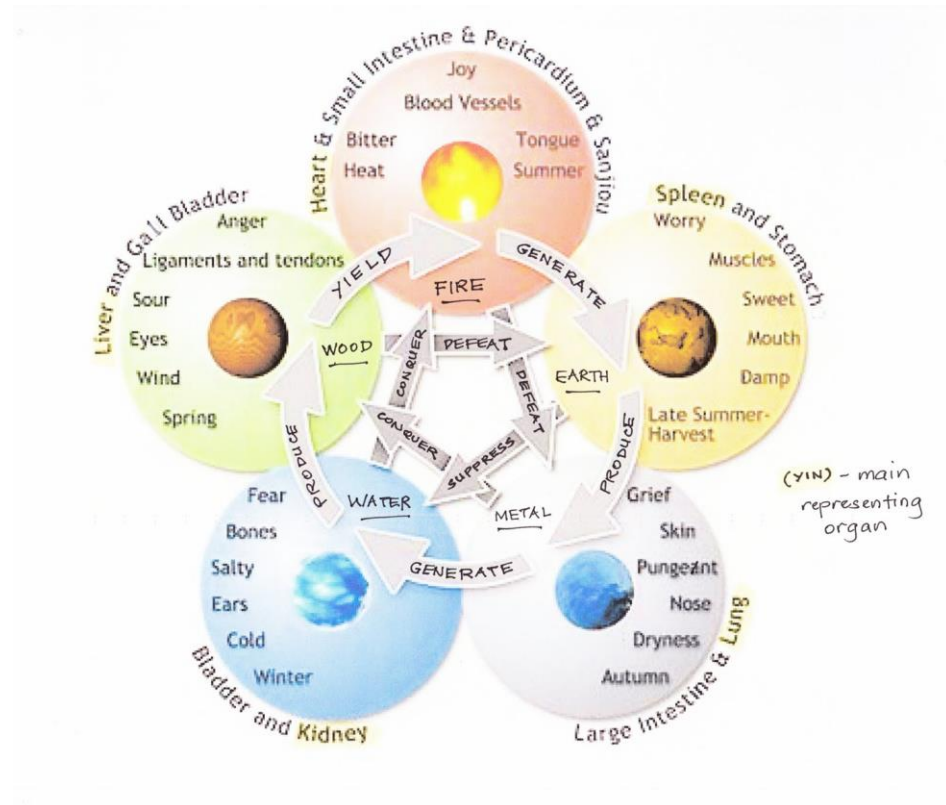 Heart & Small Intestine & Pericardium & Sanjiou
Joy
Blood Vessels
Bitter
Tongue
Heat
Summer
FIRE
Liver and Gall Bladder
Anger
Ligaments and tendons
Sour
Eyes
Wind
Spring
WOOD
Spleen and Stomach
Worry
Muscles
Sweet
Mouth
Damp
Late Summer-
Harvest
EARTH
YIELD
GENERATE
PRODUCE
GENERATE
PRODUCE
CONQUER
DEFEAT
DEFEAT
SUPPRESS
CONQUER
WATER
Fear
Bones
Salty
Ears
Cold
Winter
Bladder and Kidney
METAL
Grief
Skin
Pungeant
Nose
Dryness
Autumn
Large Intestine & Lung
(YIN) - main
representing
organ